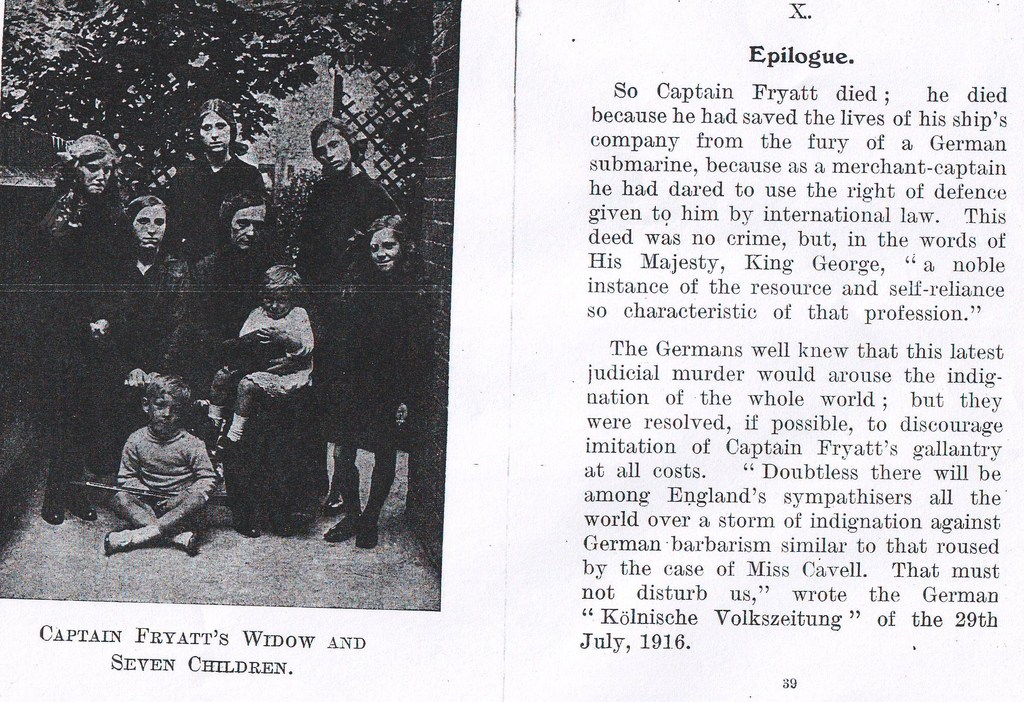 CAPTAIN FRYATT'S WIDOW AND
SEVEN CHILDREN.
X.
Epilogue.
So Captain Fryatt died; he died
because he had saved the lives of his ship's
company from the fury of a German
submarine, because as a merchant-captain
he had dared to use the right of defence
given to him by international law. This
deed was no crime, but, in the words of
His Majesty, King George, "a noble
instance of the resource and self-reliance
so characteristic of that profession."
The Germans well knew that this latest
judicial murder would arouse the indig-
nation of the whole world; but they
were resolved, if possible, to discourage
imitation of Captain Fryatt's gallantry
at all costs. "Doubtless there will be
among England's sympathisers all the
world over a storm of indignation against
German barbarism similar to that roused
by the case of Miss Cavell. That must
not disturb us," wrote the German
"Kölnische Volkszeitung" of the 29th
July, 1916.
39